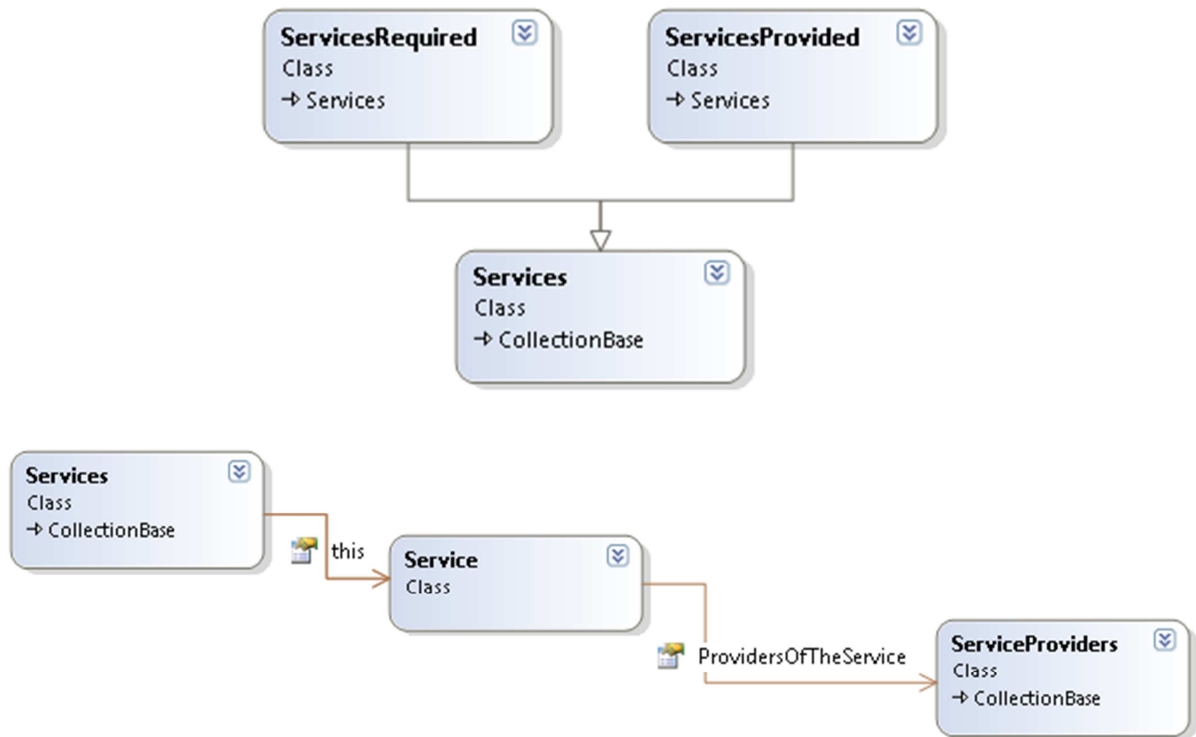 ServicesRequired
Class
Services
ServicesProvided
Class
Services
Services
Class
CollectionBase
Services
Class
CollectionBase
this
Service
Class
ProvidersOfTheService
ServiceProviders
Class
CollectionBase